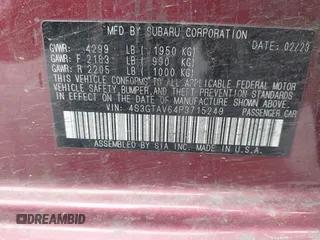 MFD. BY SUBARU CORPORATION
GVWR: 4299 LB (1950 KG) DATE: 02/23
GAWR: F 2183 LB (990 KG)
GAWR: R 2205 LB (1000 KG)
THIS VEHICLE CONFORMS TO ALL APPLICABLE FEDERAL MOTOR
VEHICLE SAFETY, BUMPER, AND THEFT PREVENTION STANDARDS
IN EFFECT ON THE DATE OF MANUFACTURE SHOWN ABOVE.
VIN: 4S3GTAV64P3715249 PASSENGER CAR
ASSEMBLED BY SIA INC. MADE IN U.S.A.
DREAMBID